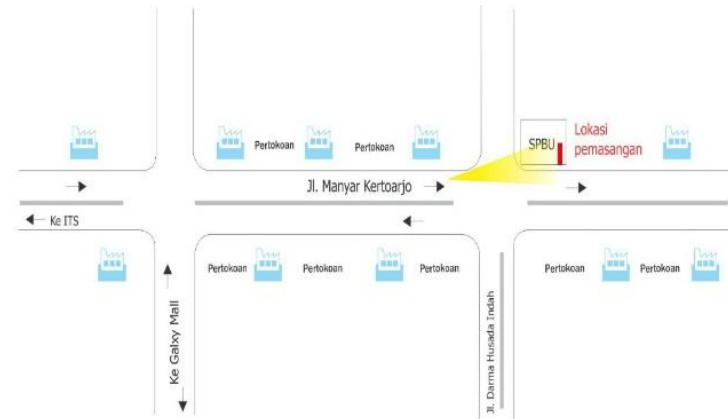 Pertokoan
Pertokoan
SPBU
Lokasi
pemasangan
Jl. Manyar Kertoarjo
Ke ITS
Pertokoan
Pertokoan
Pertokoan
Pertokoan
Pertokoan
Ke Galxy Mall
Jl. Darma Husada Indah